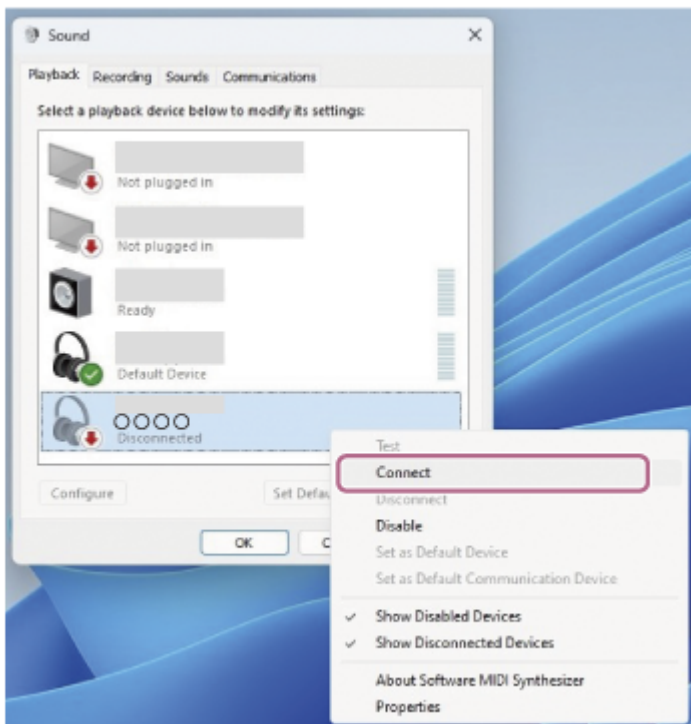 Sound
Playback Recording Sounds Communications
Select a playback device below to modify its settings:
Not plugged in
Not plugged in
Ready
Default Device
○○○○
Disconnected
Configure
Set Defau
OK
C
Test
Connect
Disconnect
Disable
Set as Default Device
Set as Default Communication Device
Show Disabled Devices
Show Disconnected Devices
About Software MIDI Synthesizer
Properties